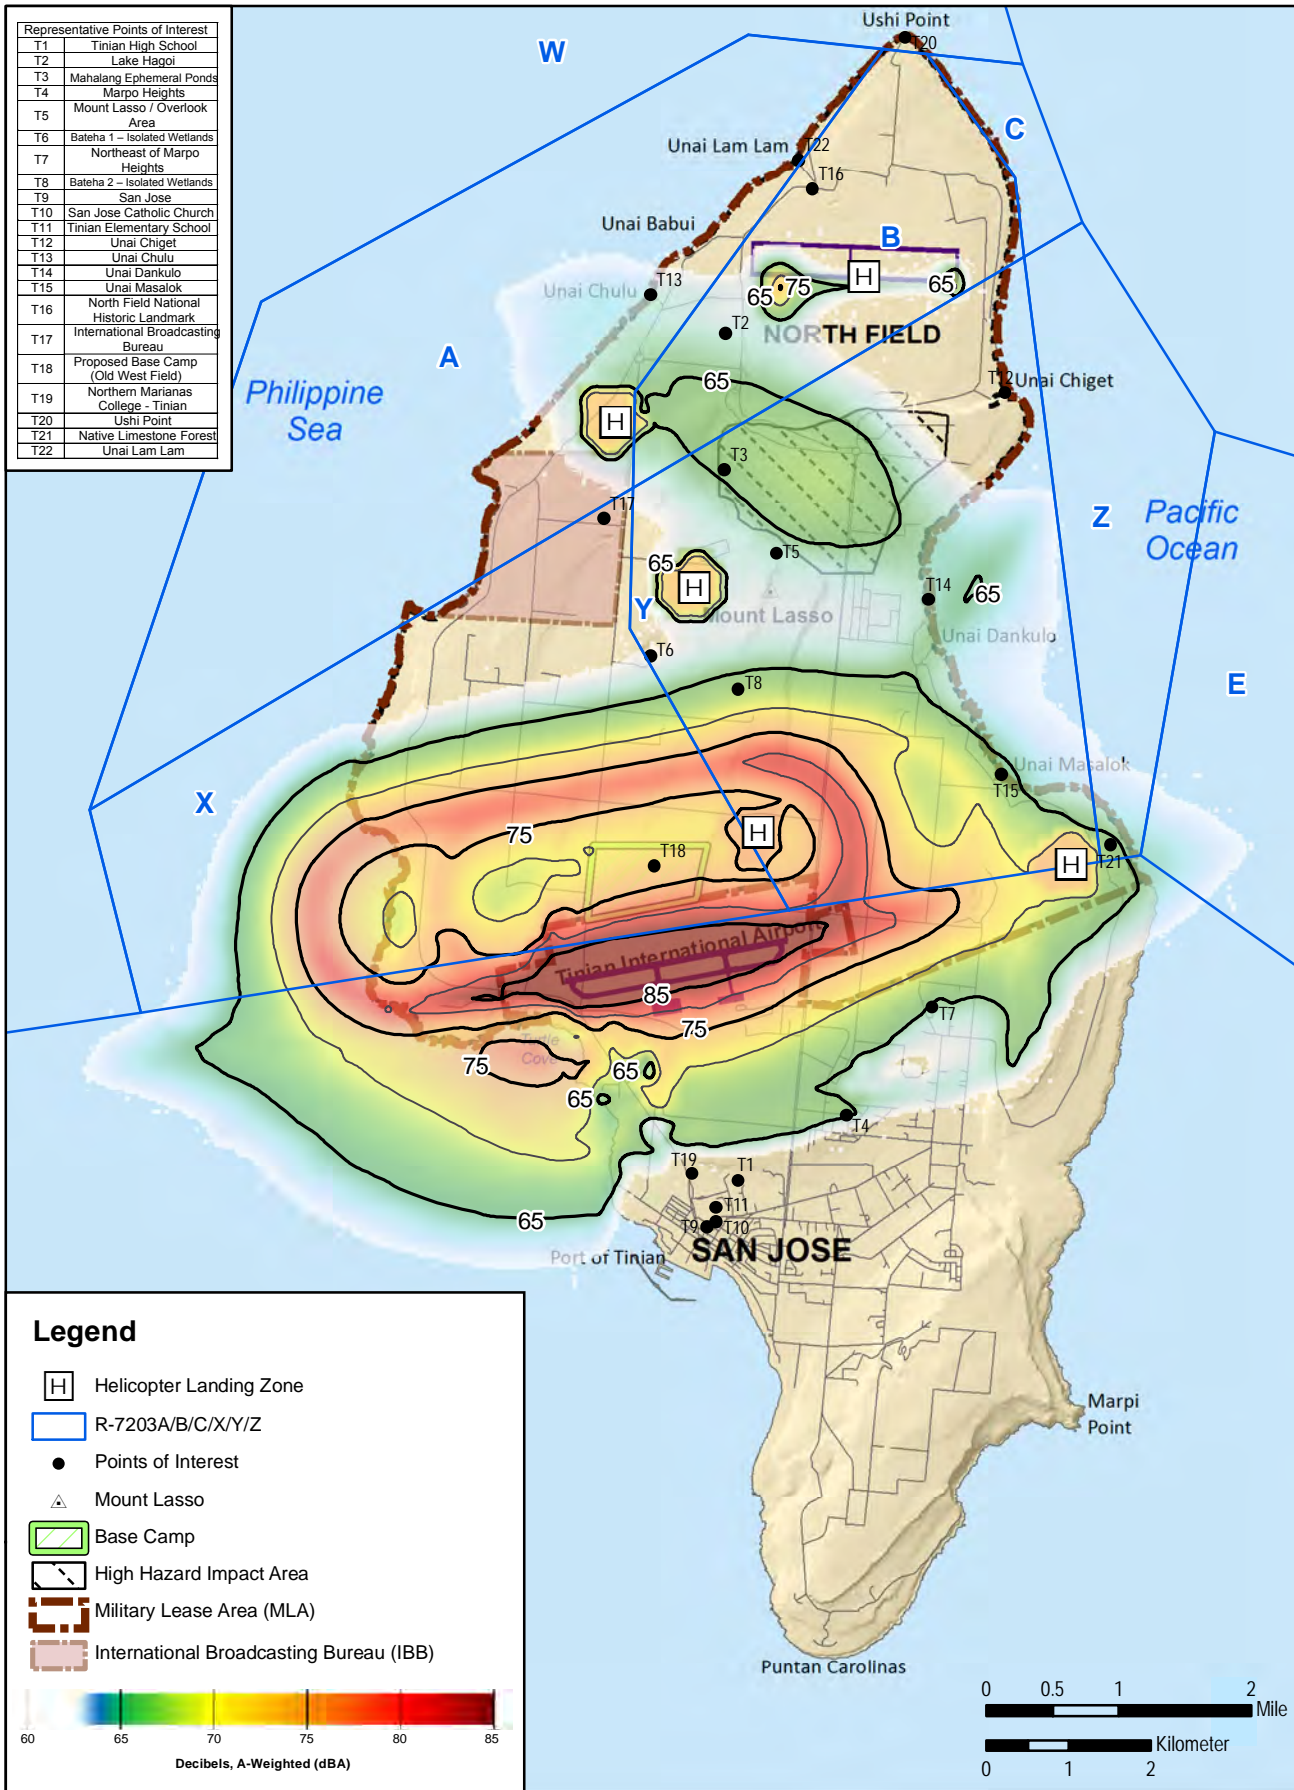 Representative Points of Interest
T1 Tinian High School
T2 Lake Hagoi
T3 Mahalang Ephemeral Ponds
T4 Marpo Heights
T5 Mount Lasso / Overlook
Area
T6 Bateha 1 – Isolated Wetlands
T7 Northeast of Marpo
Heights
T8 Bateha 2 – Isolated Wetlands
T9 San Jose
T10 San Jose Catholic Church
T11 Tinian Elementary School
T12 Unai Chiget
T13 Unai Chulu
T14 Unai Dankulo
T15 Unai Masalok
T16 North Field National
Historic Landmark
T17 International Broadcasting
Bureau
T18 Proposed Base Camp
(Old West Field)
T19 Northern Marianas
College - Tinian
T20 Ushi Point
T21 Native Limestone Forest
T22 Unai Lam Lam
Ushi Point
T20
W
C
Unai Lam Lam
T22
T16
Unai Babui
B
H
Unai Chulu
T13
65
75
65
T2
NORTH FIELD
A
Philippine
Sea
65
T12
Unai Chiget
H
T3
T17
Z
Pacific
Ocean
65
T5
H
T14
65
Y
Mount Lasso
Unai Dankulo
T6
E
T8
Unai Masalok
T15
X
75
H
T18
H
T21
Tinian International Airport
85
T7
75
Turtle
Cove
75
65
65
T4
T19
T1
T11
T9
T10
65
SAN JOSE
Port of Tinian
Marpi
Point
Puntan Carolinas
Legend
H Helicopter Landing Zone
R-7203A/B/C/X/Y/Z
Points of Interest
Mount Lasso
Base Camp
High Hazard Impact Area
Military Lease Area (MLA)
International Broadcasting Bureau (IBB)
60 65 70 75 80 85
Decibels, A-Weighted (dBA)
0 0.5 1 2
Mile
Kilometer
0 1 2